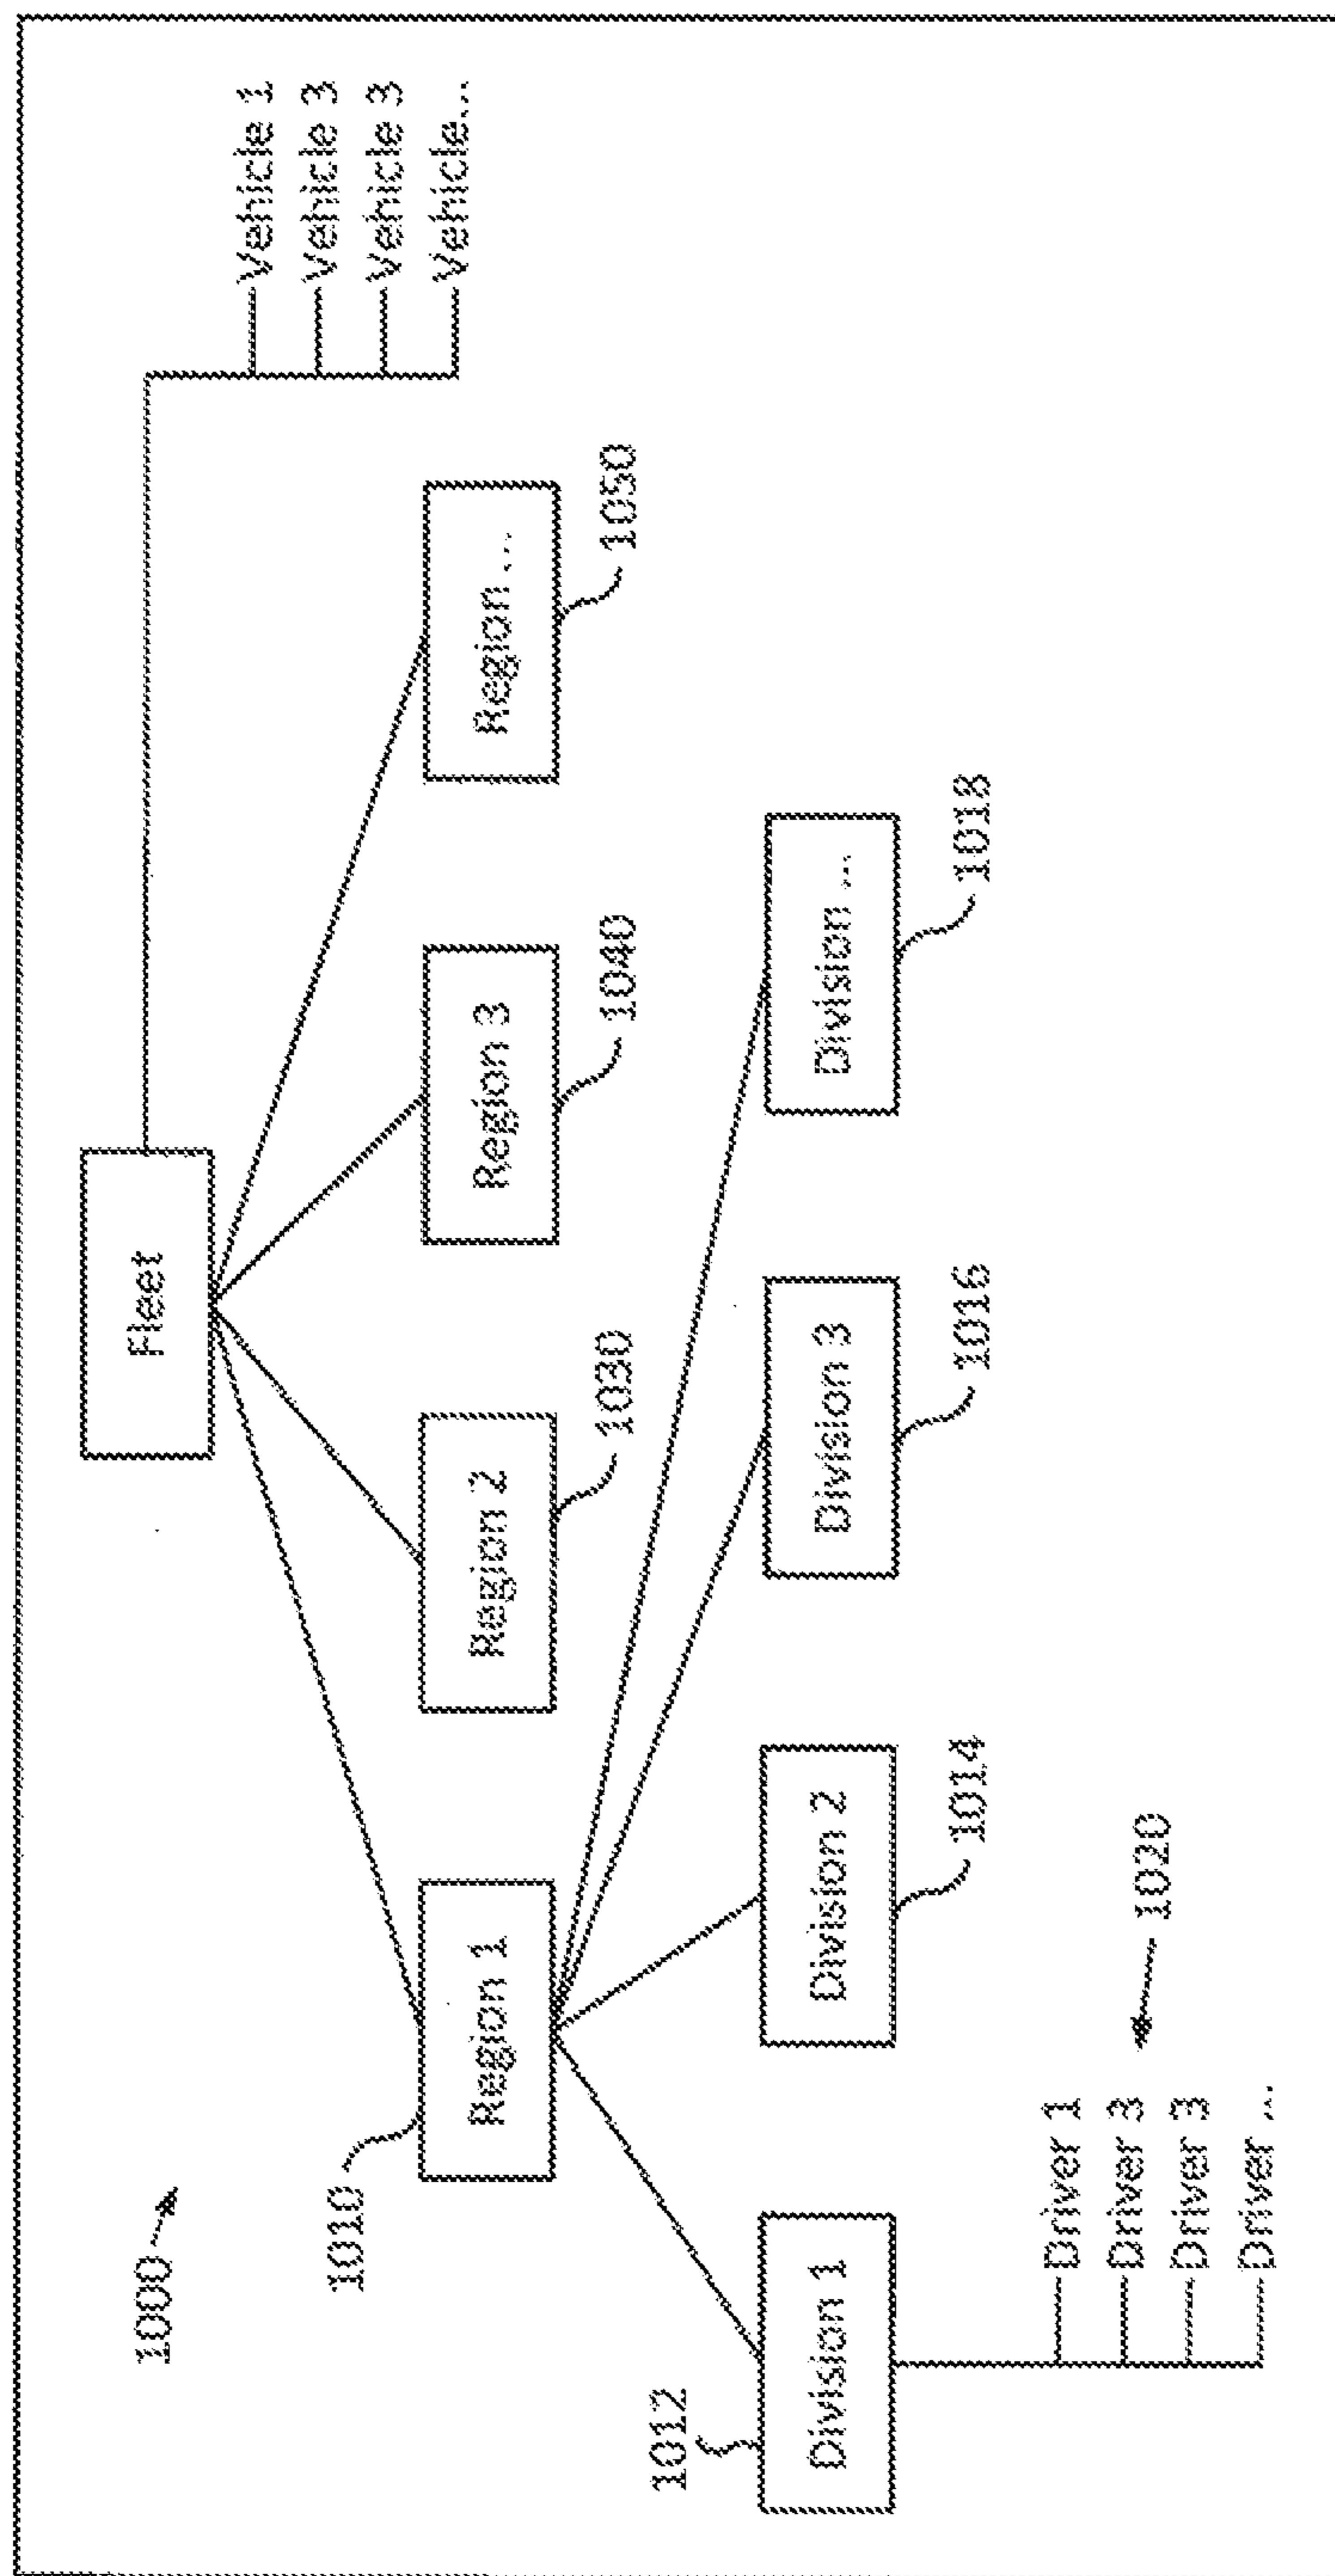 1000
Fleet
Vehicle 1
Vehicle 3
Vehicle 3
Vehicle...
1010
Region 1
Region 2
1030
Region 3
1040
Region ...
1050
1012
Division 1
Division 2
1014
Division 3
1016
Division ...
1018
Driver 1
Driver 3
Driver 3
Driver ...
1020